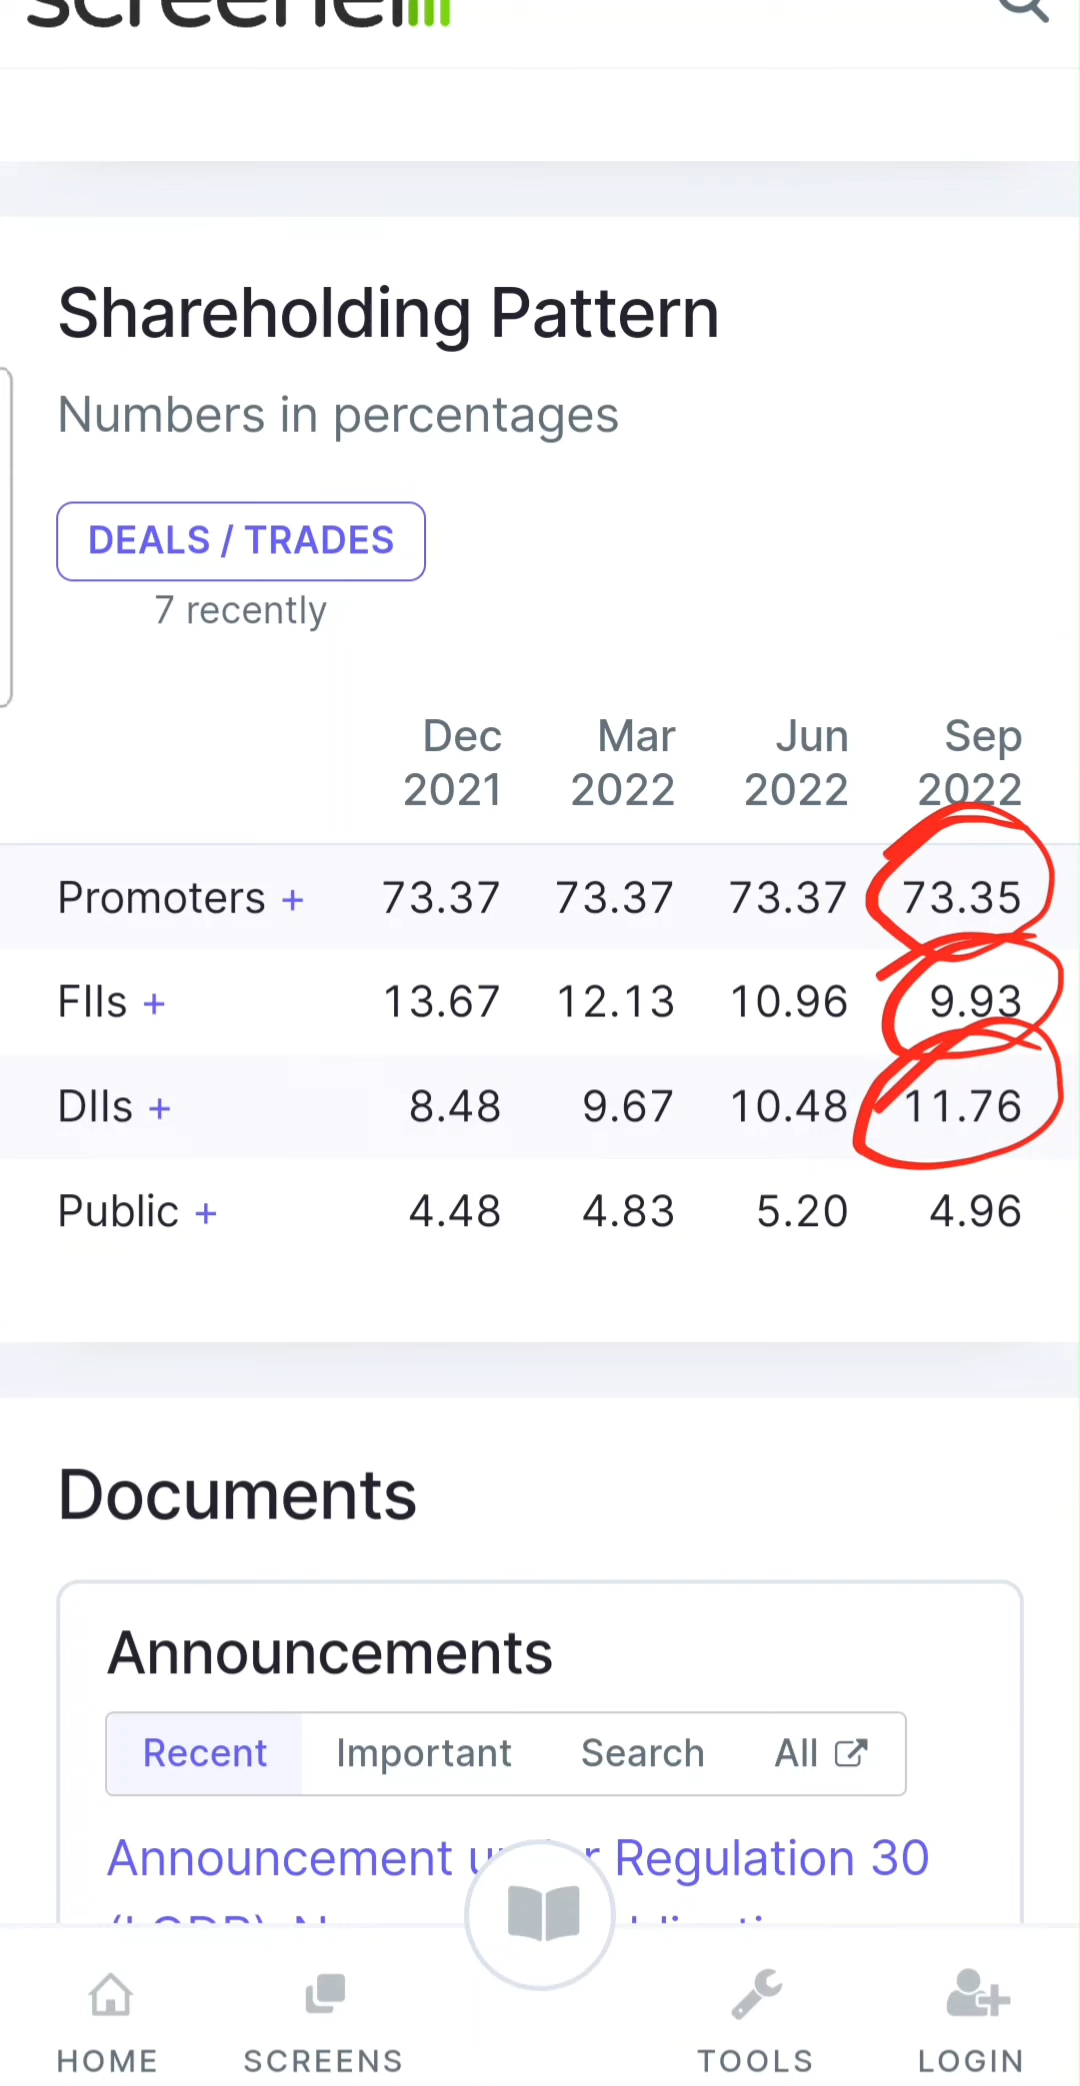 screener
Shareholding Pattern
Numbers in percentages
DEALS / TRADES
7 recently
Dec Mar Jun Sep
2021 2022 2022 2022
Promoters + 73.37 73.37 73.37 73.35
FIIs + 13.67 12.13 10.96 9.93
DIIs + 8.48 9.67 10.48 11.76
Public + 4.48 4.83 5.20 4.96
Documents
Announcements
Recent Important Search All
Announcement Regulation 30
HOME SCREENS TOOLS LOGIN